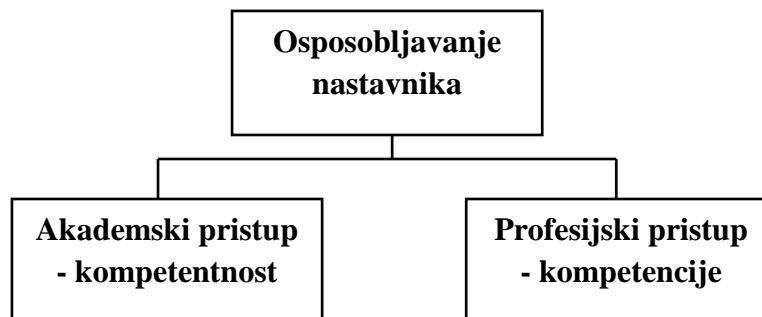 Osposobljavanje
nastavnika
Akademski pristup
- kompetentnost
Profesijski pristup
- kompetencije